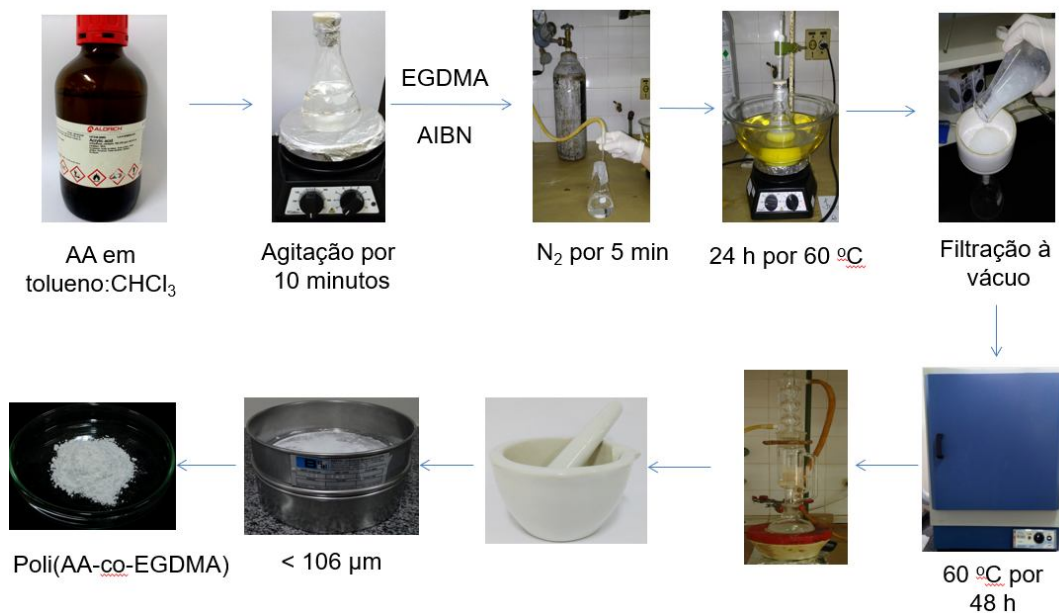 ALDRICH
EGDMA
AIBN
AA em
tolueno:CHCl₃
Agitação por
10 minutos
N₂ por 5 min
24 h por 60 ºC
Filtração à
vácuo
60 ºC por
48 h
< 106 µm
Poli(AA-co-EGDMA)